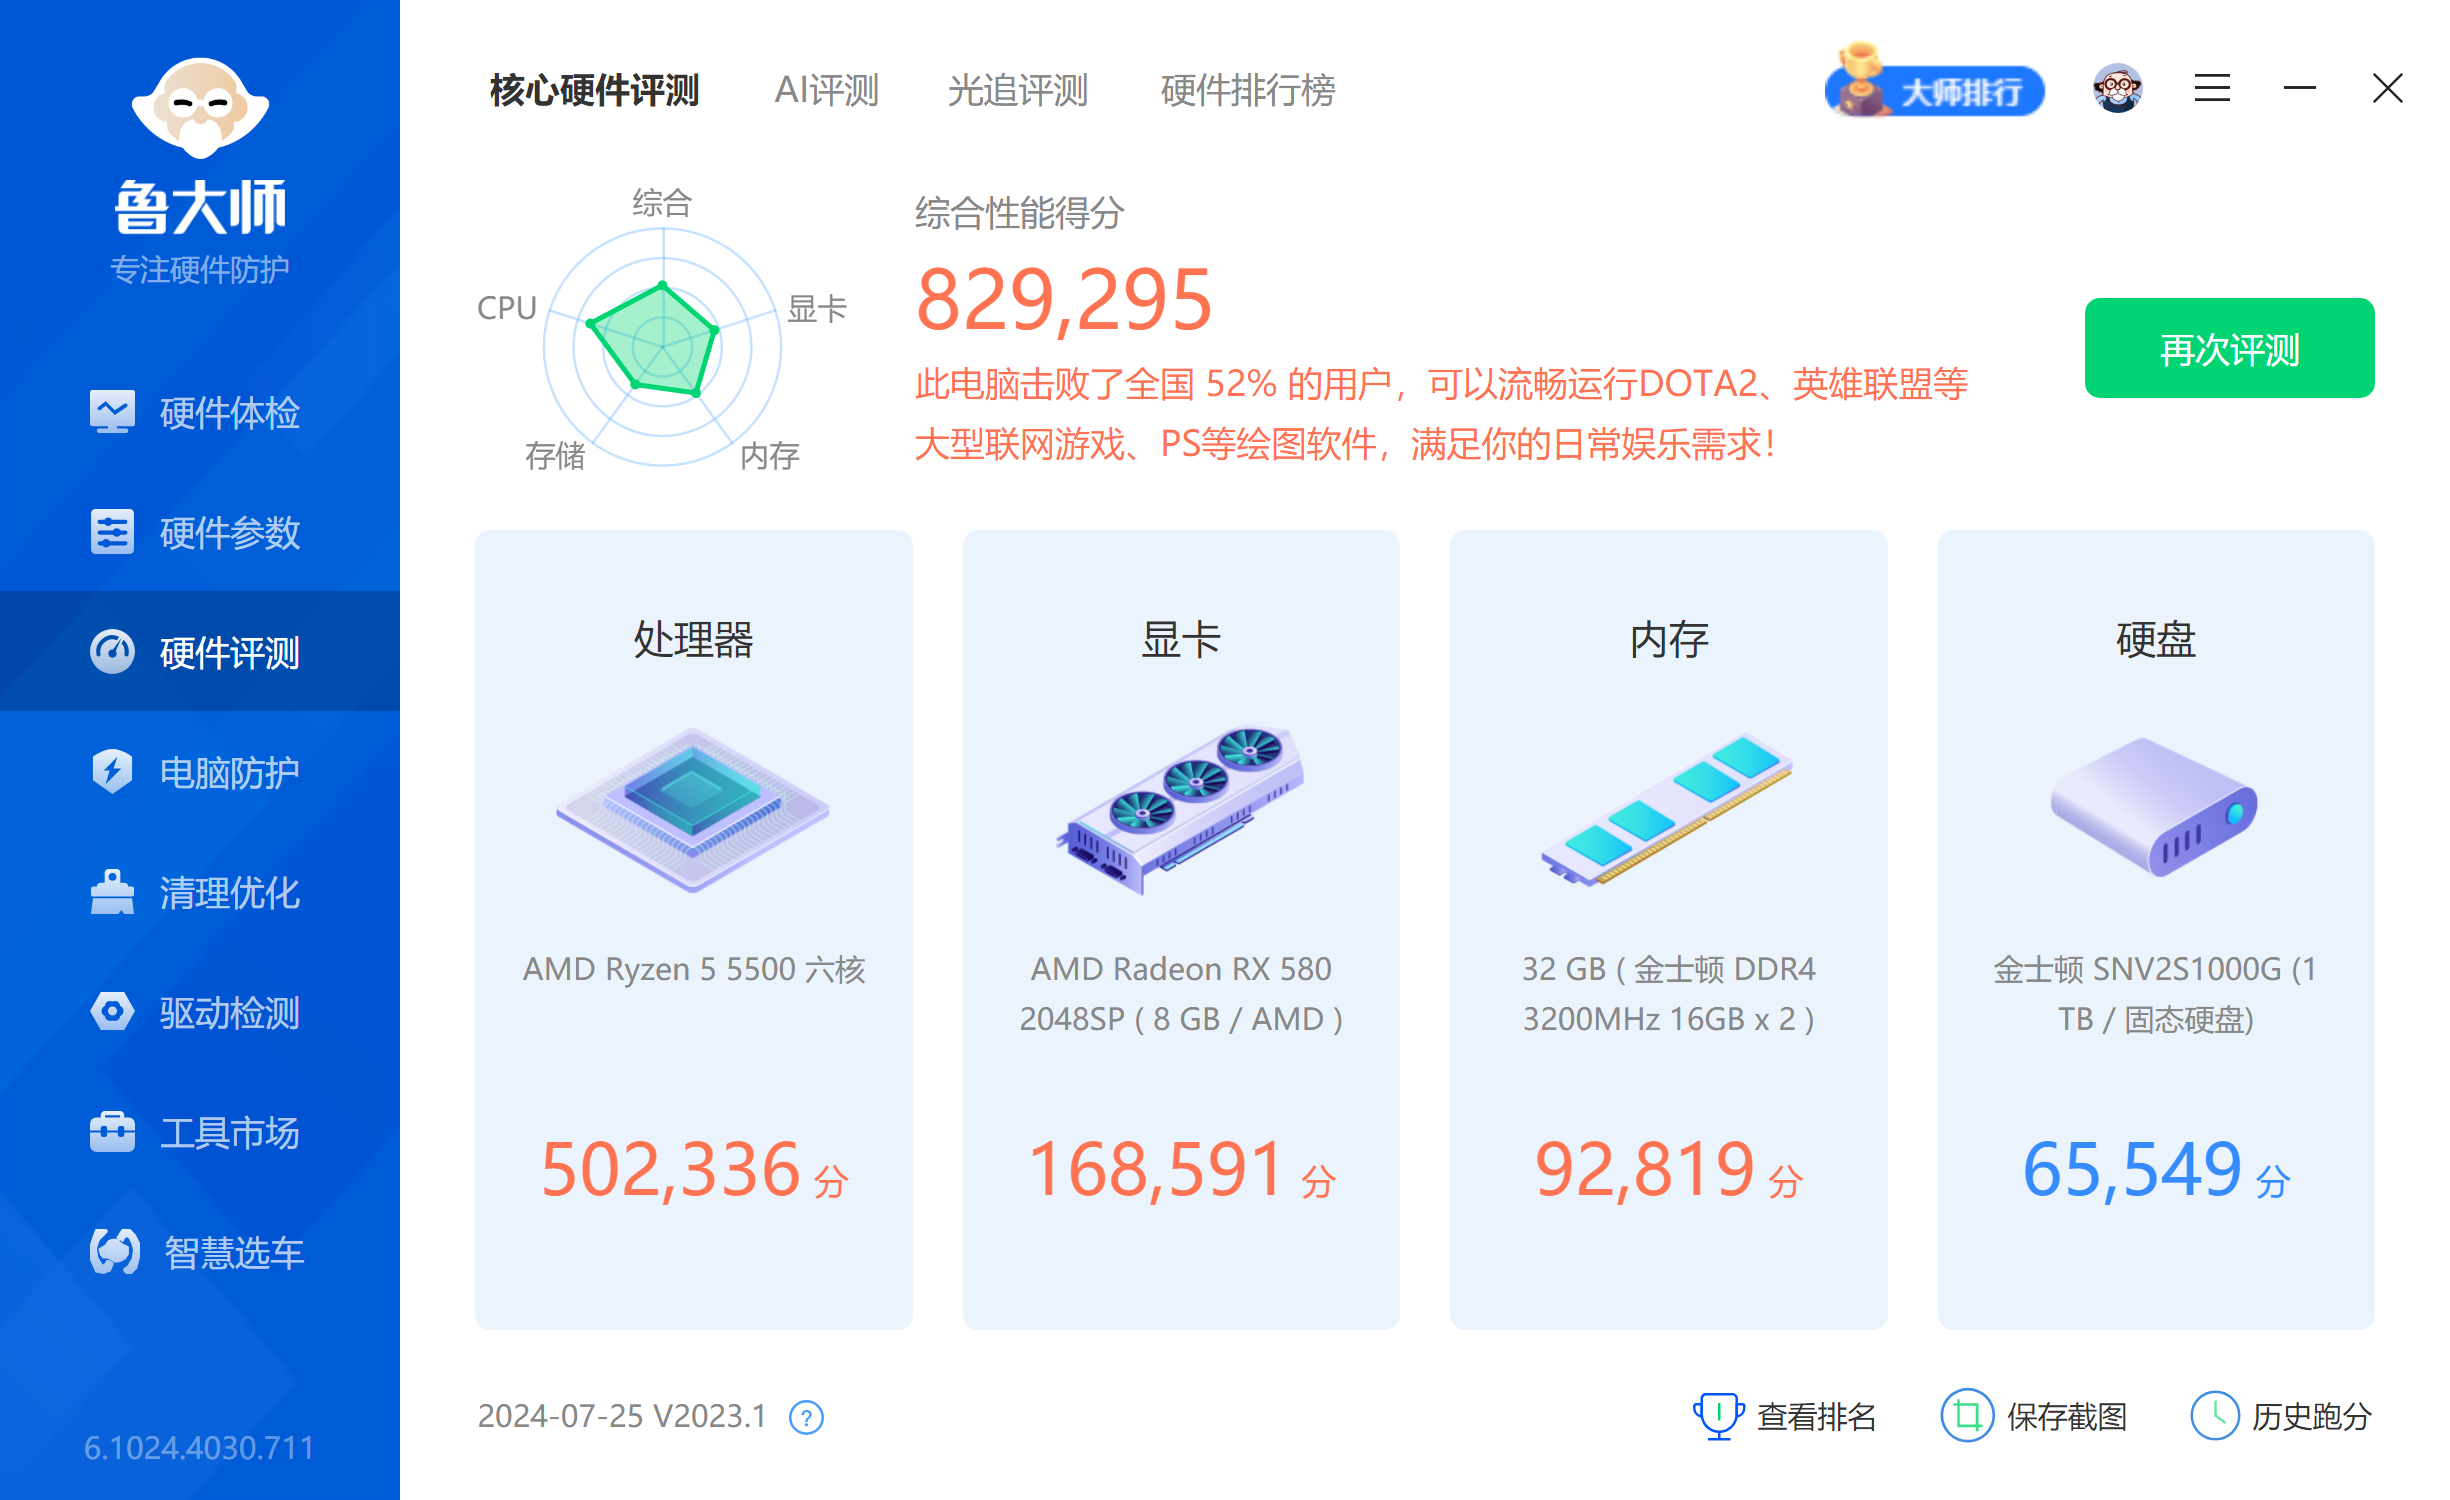 鲁大师
专注硬件防护
硬件体检
硬件参数
硬件评测
电脑防护
清理优化
驱动检测
工具市场
智慧选车
6.1024.4030.711
核心硬件评测 AI评测 光追评测 硬件排行榜
大师排行
综合
CPU
显卡
存储
内存
综合性能得分
829,295
此电脑击败了全国 52% 的用户，可以流畅运行DOTA2、英雄联盟等
大型联网游戏、PS等绘图软件，满足你的日常娱乐需求！
再次评测
处理器
AMD Ryzen 5 5500 六核
502,336 分
显卡
AMD Radeon RX 580
2048SP ( 8 GB / AMD )
168,591 分
内存
32 GB ( 金士顿 DDR4
3200MHz 16GB x 2 )
92,819 分
硬盘
金士顿 SNV2S1000G (1
TB / 固态硬盘)
65,549 分
2024-07-25 V2023.1 ?
查看排名
保存截图
历史跑分